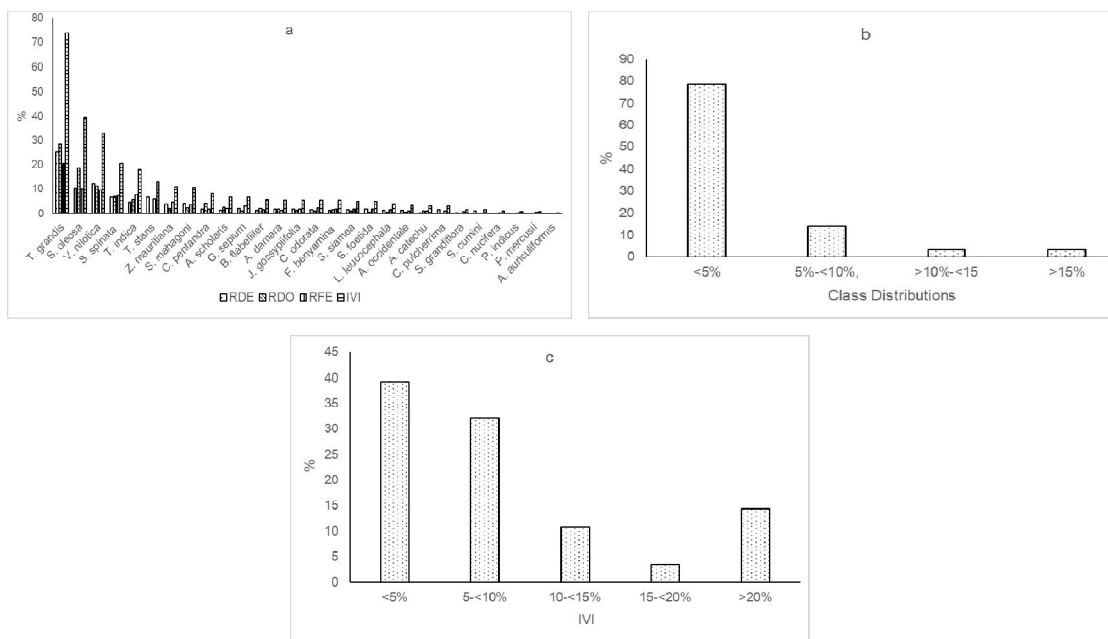 a
80
70
60
50
40
30
20
10
0
%
T. grandis
S. oleosa
V. nilotica
S. spinata
T. indica
T. stans
Z. mauritiana
S. mahagoni
C. pentandra
A. scholaris
G. sepium
B. flabellifer
A. damara
J. gossypiifolia
C. odorata
F. benyamina
S. siamea
S. foetida
L. leucocephala
A. occidentale
A. catechu
C. pulcherrima
S. grandiflora
S. cumini
C. nucifera
P. indicus
P. mercusii
A. auriculiformis
RDE RDO RFE IVI
b
90
80
70
60
50
40
30
20
10
0
%
<5% 5%-<10%, >10%-<15 >15%
Class Distributions
c
45
40
35
30
25
20
15
10
5
0
%
<5% 5-<10% 10-<15% 15-<20% >20%
IVI